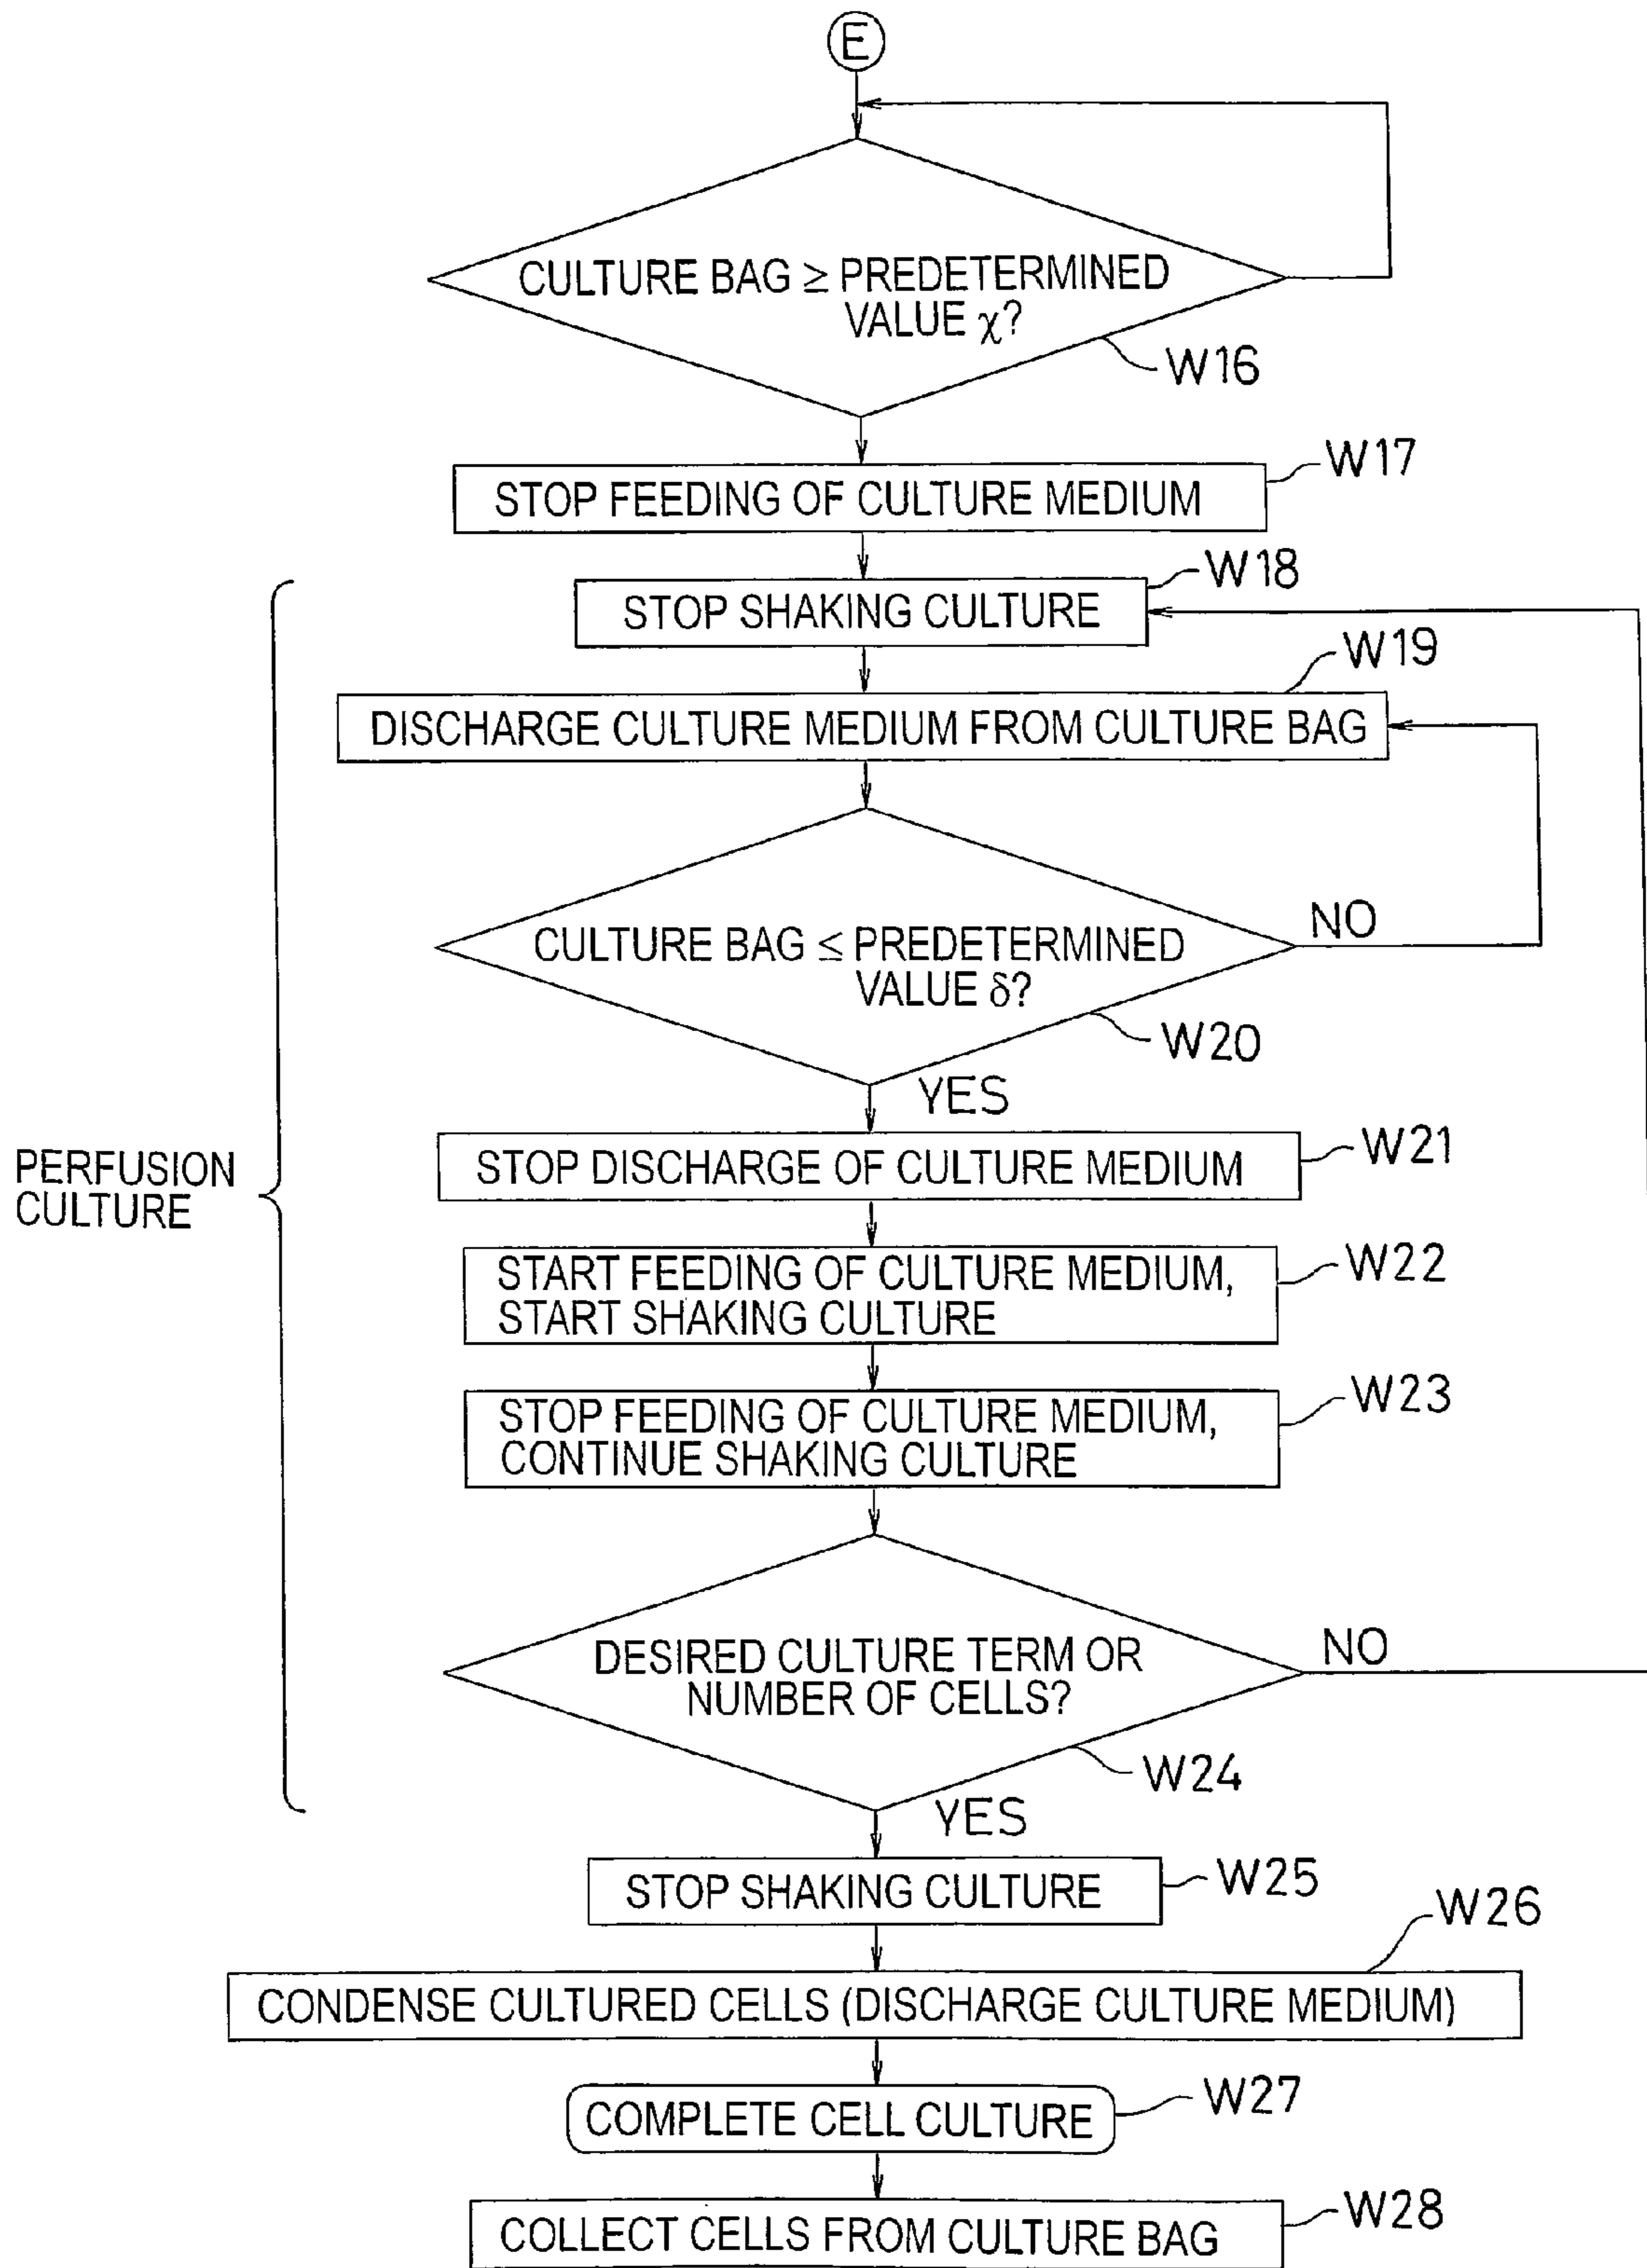 E
CULTURE BAG ≥ PREDETERMINED
VALUE χ?
W16
W17
STOP FEEDING OF CULTURE MEDIUM
W18
STOP SHAKING CULTURE
W19
DISCHARGE CULTURE MEDIUM FROM CULTURE BAG
NO
CULTURE BAG ≤ PREDETERMINED
VALUE δ?
W20
YES
W21
STOP DISCHARGE OF CULTURE MEDIUM
PERFUSION
CULTURE
W22
START FEEDING OF CULTURE MEDIUM,
START SHAKING CULTURE
W23
STOP FEEDING OF CULTURE MEDIUM,
CONTINUE SHAKING CULTURE
NO
DESIRED CULTURE TERM OR
NUMBER OF CELLS?
W24
YES
W25
STOP SHAKING CULTURE
W26
CONDENSE CULTURED CELLS (DISCHARGE CULTURE MEDIUM)
W27
COMPLETE CELL CULTURE
W28
COLLECT CELLS FROM CULTURE BAG